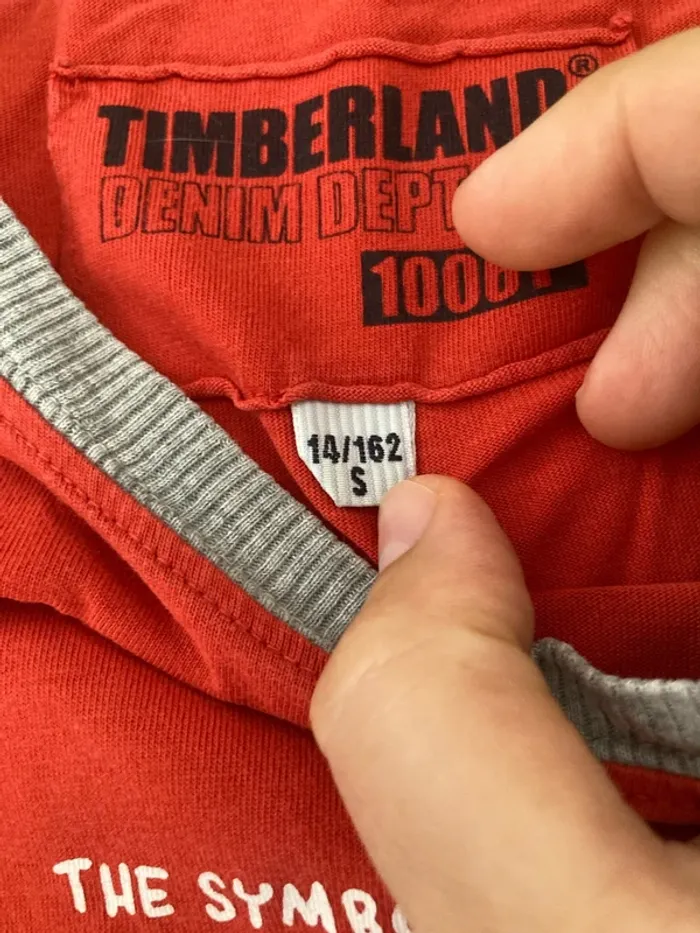 TIMBERLAND®
DENIM DEPT
14/162
S
THE